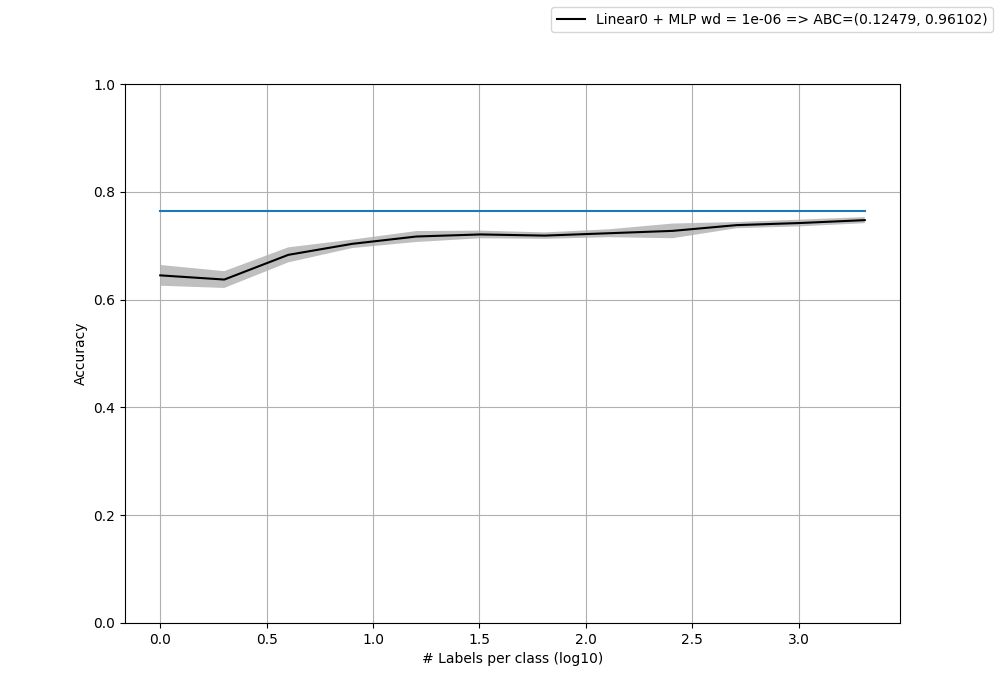 Linear0 + MLP wd = 1e-06 => ABC=(0.12479, 0.96102)
1.0
0.8
0.6
0.4
0.2
0.0
Accuracy
0.0 0.5 1.0 1.5 2.0 2.5 3.0
# Labels per class (log10)